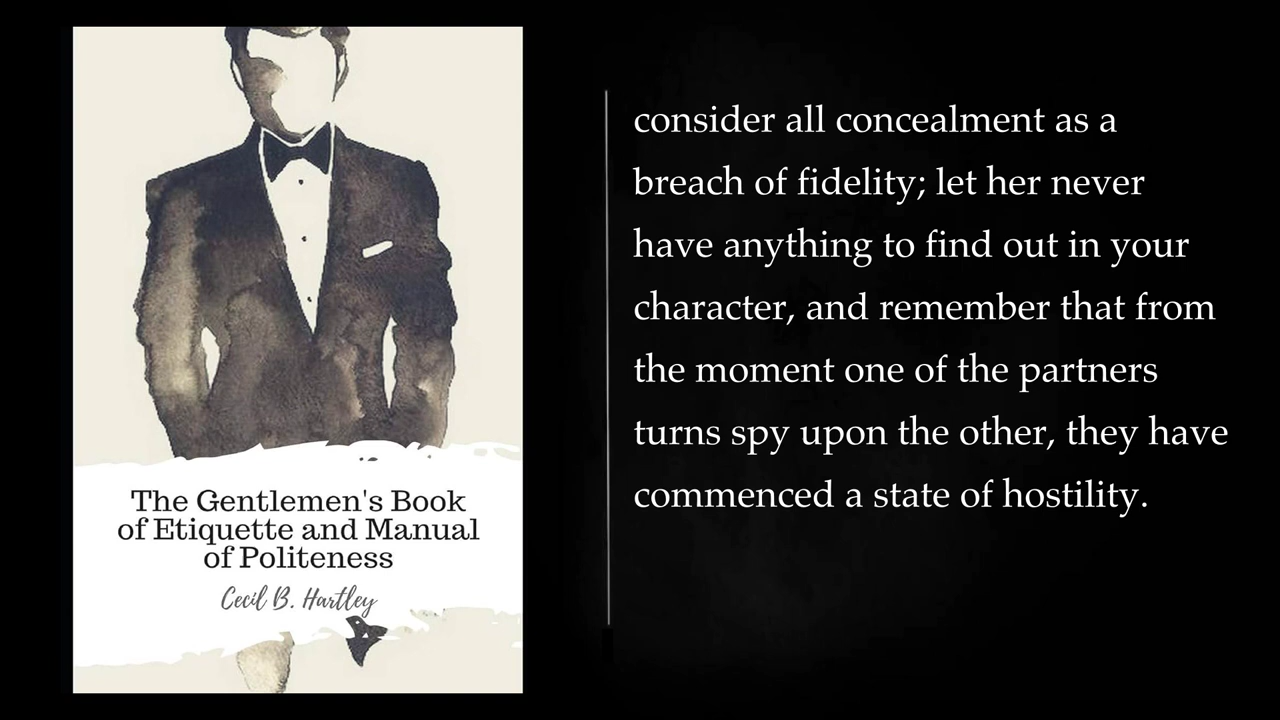 The Gentlemen's Book
of Etiquette and Manual
of Politeness
Cecil B. Hartley
consider all concealment as a
breach of fidelity; let her never
have anything to find out in your
character, and remember that from
the moment one of the partners
turns spy upon the other, they have
commenced a state of hostility.